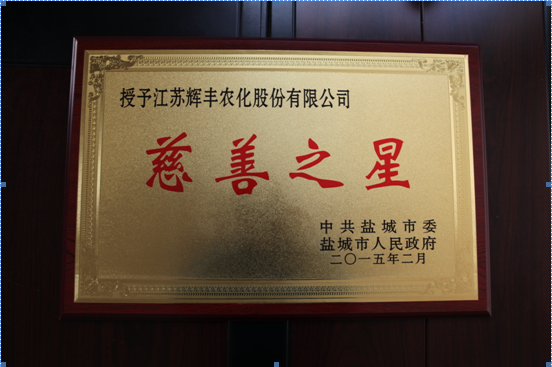 授予江苏辉丰农化股份有限公司
慈善之星
中共盐城市委
盐城市人民政府
二〇一五年二月